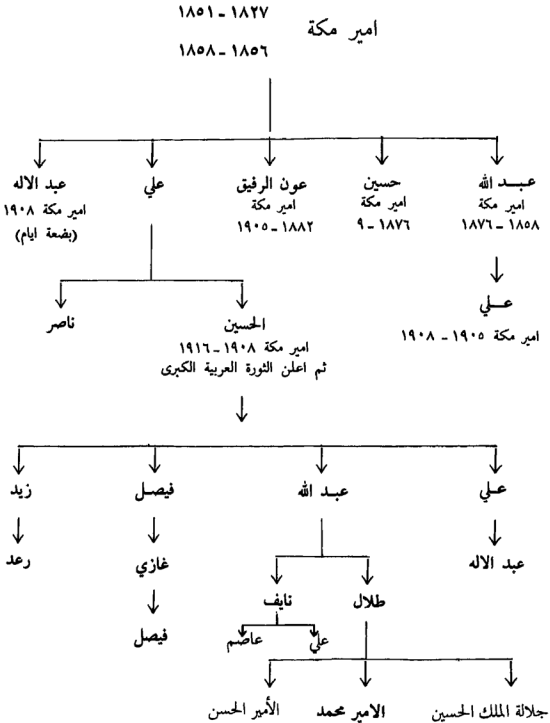 ١٨٢٧ - ١٨٥١
امير مكة
١٨٥٦ - ١٨٥٨
عبد الله
امير مكة
١٨٥٨ - ١٨٧٦
حسين
امير مكة
١٨٧٦ - ٩
عون الرفيق
امير مكة
١٨٨٢ - ١٩٠٥
علي
عبد الاله
امير مكة ١٩٠٨
(بضعة ايام)
علي
امير مكة ١٩٠٥ - ١٩٠٨
الحسين
امير مكة ١٩٠٨ - ١٩١٦
ثم اعلن الثورة العربية الكبرى
ناصر
علي
عبد الله
فيصل
زيد
عبد الاله
غازي
رعد
طلال
نايف
فيصل
علي
عاصم
جلالة الملك الحسين
الامير محمد
الأمير الحسن